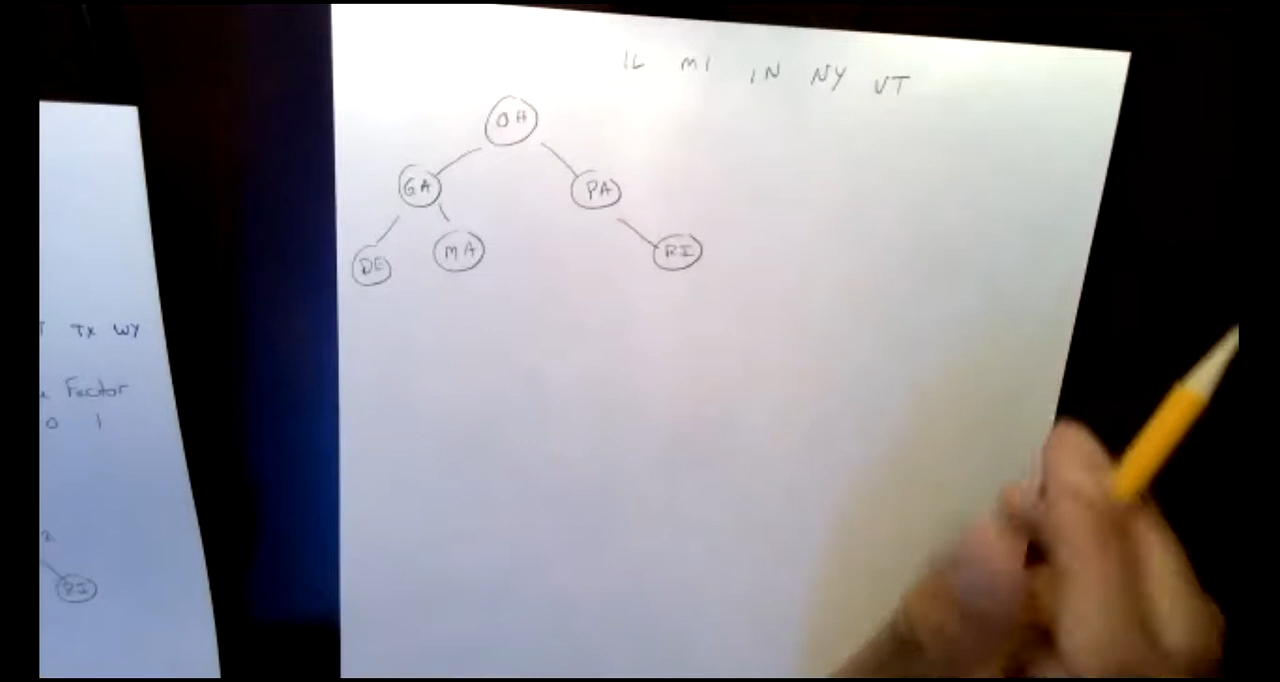 IL MI IN NY VT
OH
GA PA
DE MA RI
TX WY
Factor
0 1
RI